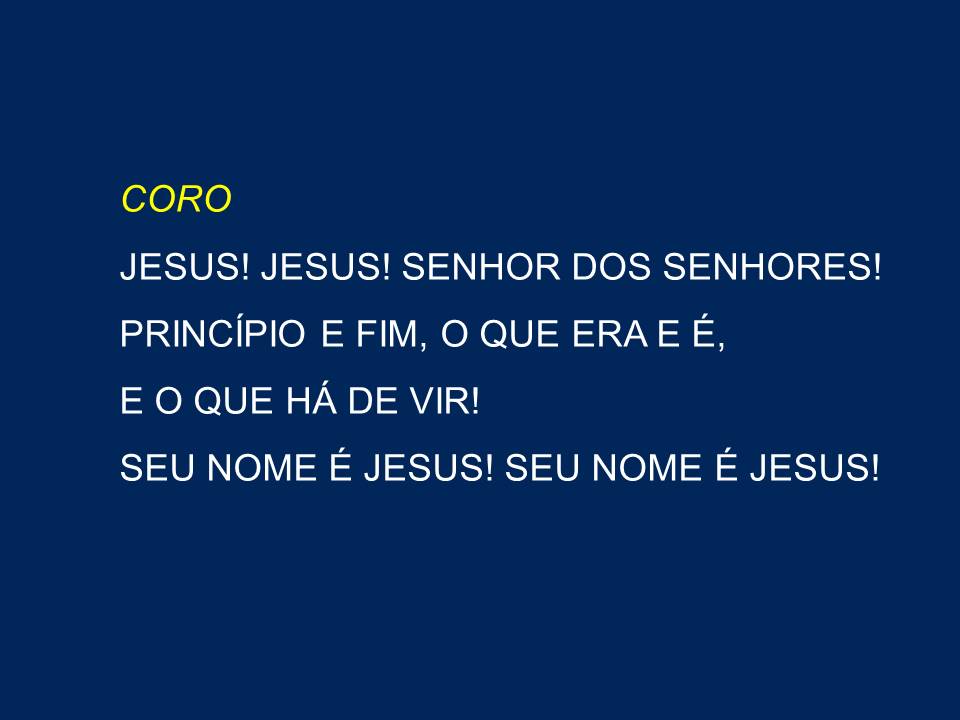 CORO
JESUS! JESUS! SENHOR DOS SENHORES!
PRINCÍPIO E FIM, O QUE ERA E É,
E O QUE HÁ DE VIR!
SEU NOME É JESUS! SEU NOME É JESUS!